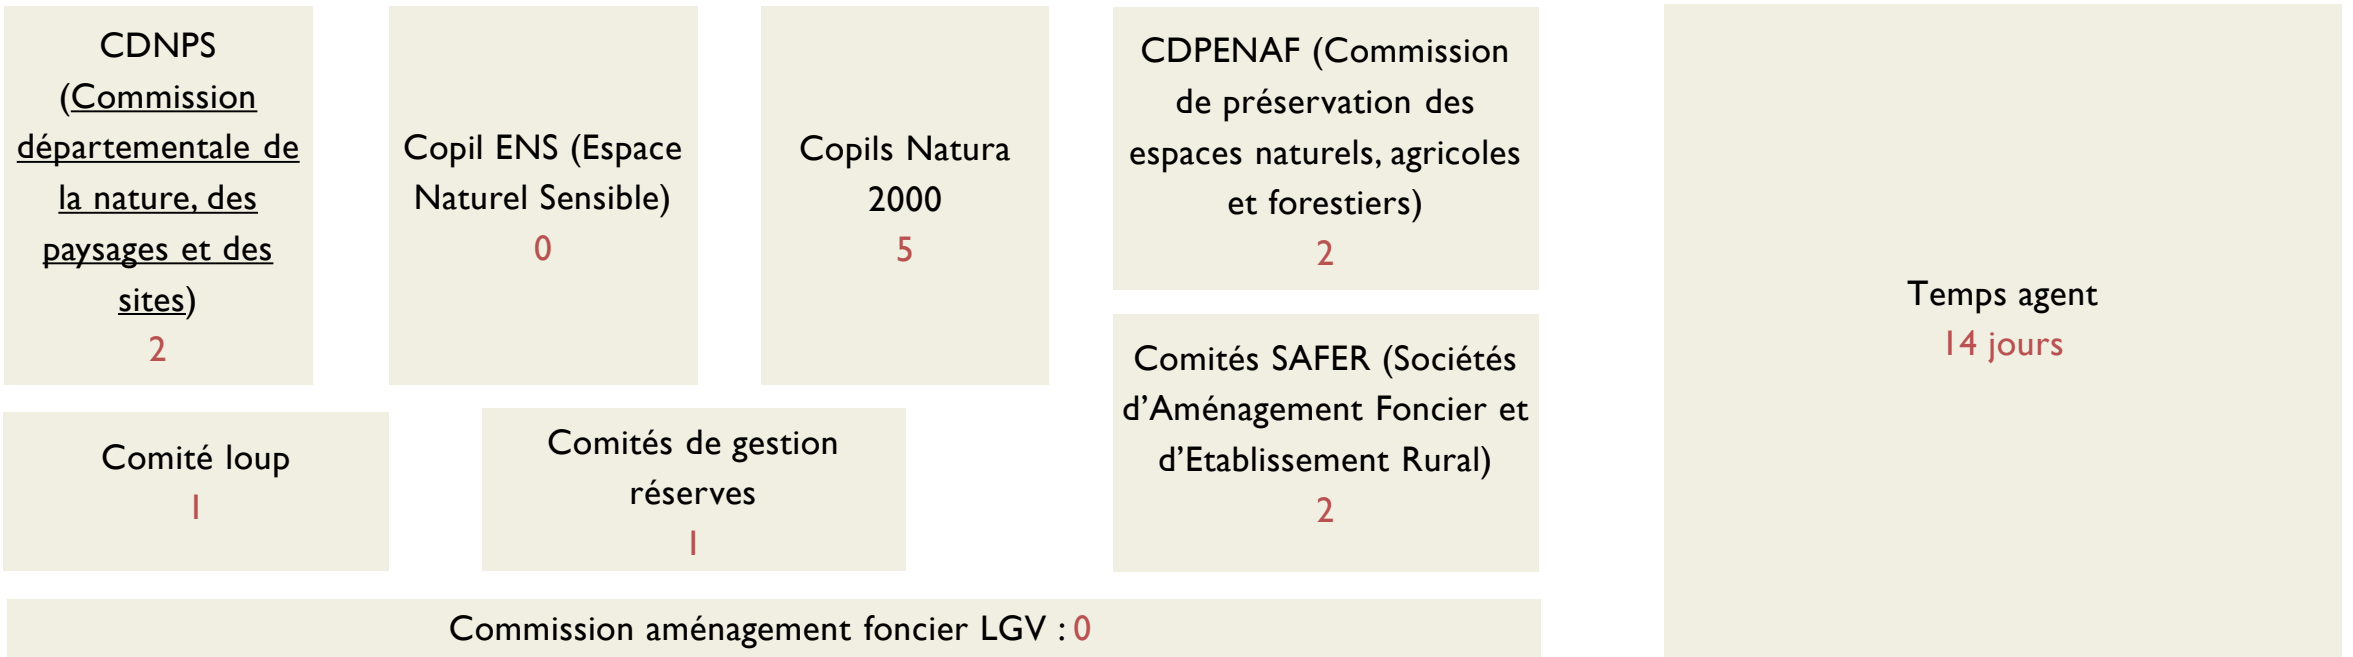 CDNPS
(Commission
départementale de
la nature, des
paysages et des
sites)
2
Copil ENS (Espace
Naturel Sensible)
0
Copils Natura
2000
5
CDPENAF (Commission
de préservation des
espaces naturels, agricoles
et forestiers)
2
Comité loup
1
Comités de gestion
réserves
1
Comités SAFER (Sociétés
d’Aménagement Foncier et
d’Etablissement Rural)
2
Commission aménagement foncier LGV : 0
Temps agent
14 jours